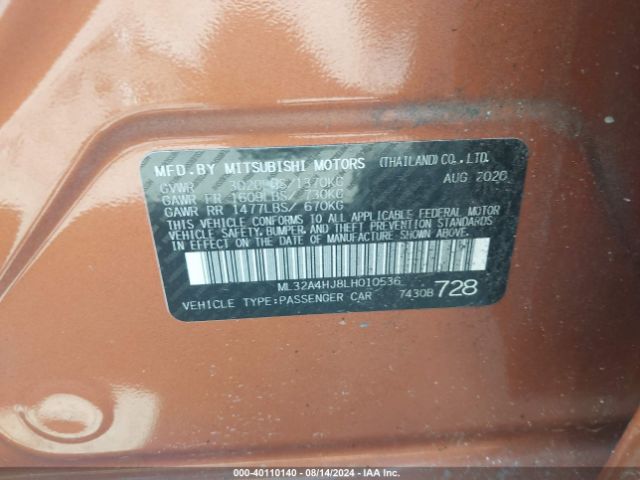 MFD.BY MITSUBISHI MOTORS (THAILAND) CO., LTD.
GVWR 3020LBS/1370KG AUG 2020
GAWR FR 1609LBS/ 730KG
GAWR RR 1477LBS/ 670KG
THIS VEHICLE CONFORMS TO ALL APPLICABLE FEDERAL MOTOR
VEHICLE SAFETY, BUMPER, AND THEFT PREVENTION STANDARDS
IN EFFECT ON THE DATE OF MANUFACTURE SHOWN ABOVE.
ML32A4HJ8LH010536
VEHICLE TYPE:PASSENGER CAR 7430B 728
000-40110140 - 08/14/2024 - IAA Corp.